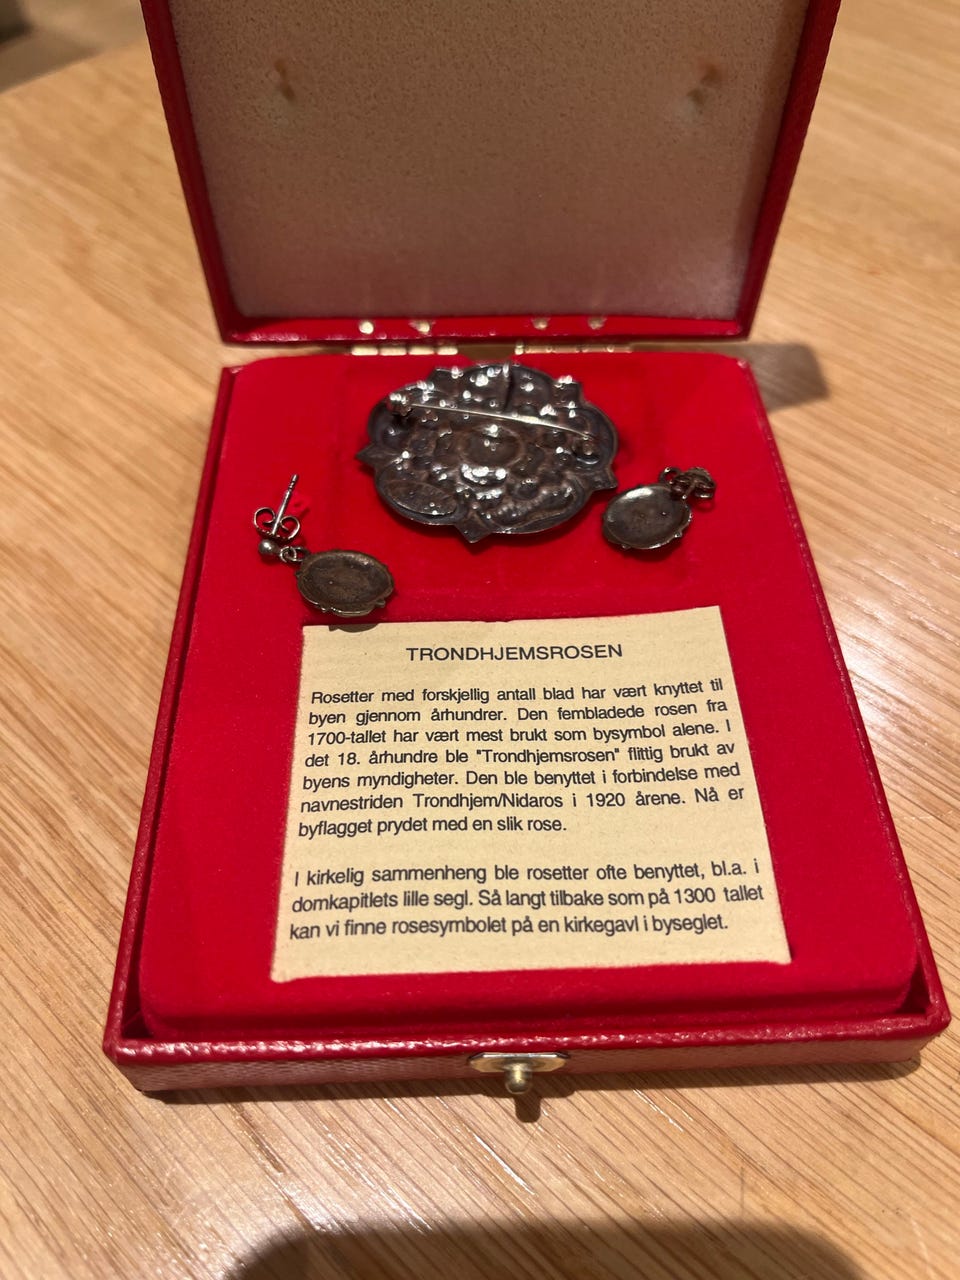 TRONDHJEMSROSEN
Rosetter med forskjellig antall blad har vært knyttet til
byen gjennom århundrer. Den fembladede rosen fra
1700-tallet har vært mest brukt som bysymbol alene. I
det 18. århundre ble "Trondhjemsrosen" flittig brukt av
byens myndigheter. Den ble benyttet i forbindelse med
navnestriden Trondhjem/Nidaros i 1920 årene. Nå er
byflagget prydet med en slik rose.
I kirkelig sammenheng ble rosetter ofte benyttet, bl.a. i
domkapitlets lille segl. Så langt tilbake som på 1300 tallet
kan vi finne rosesymbolet på en kirkegavl i byseglet.